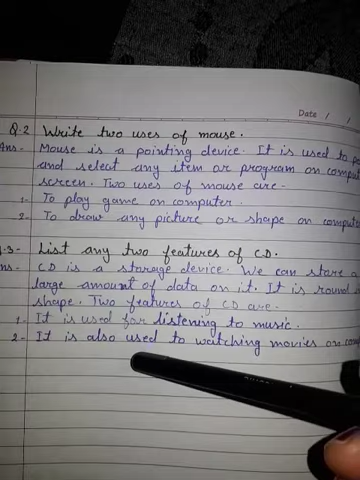 Date / /
Q.2 Write two uses of mouse.
Ans- Mouse is a pointing device. It is used to
and select any item or program on
screen. Two uses of mouse are-
1- To play game on computer.
2- To draw any picture or shape on
3- List any two features of CD.
ns- CD is a storage device. We can store a
large amount of data on it. It is round
shape. Two features of CD are-
1- It is used for listening to music.
2- It is also used to watching movies on